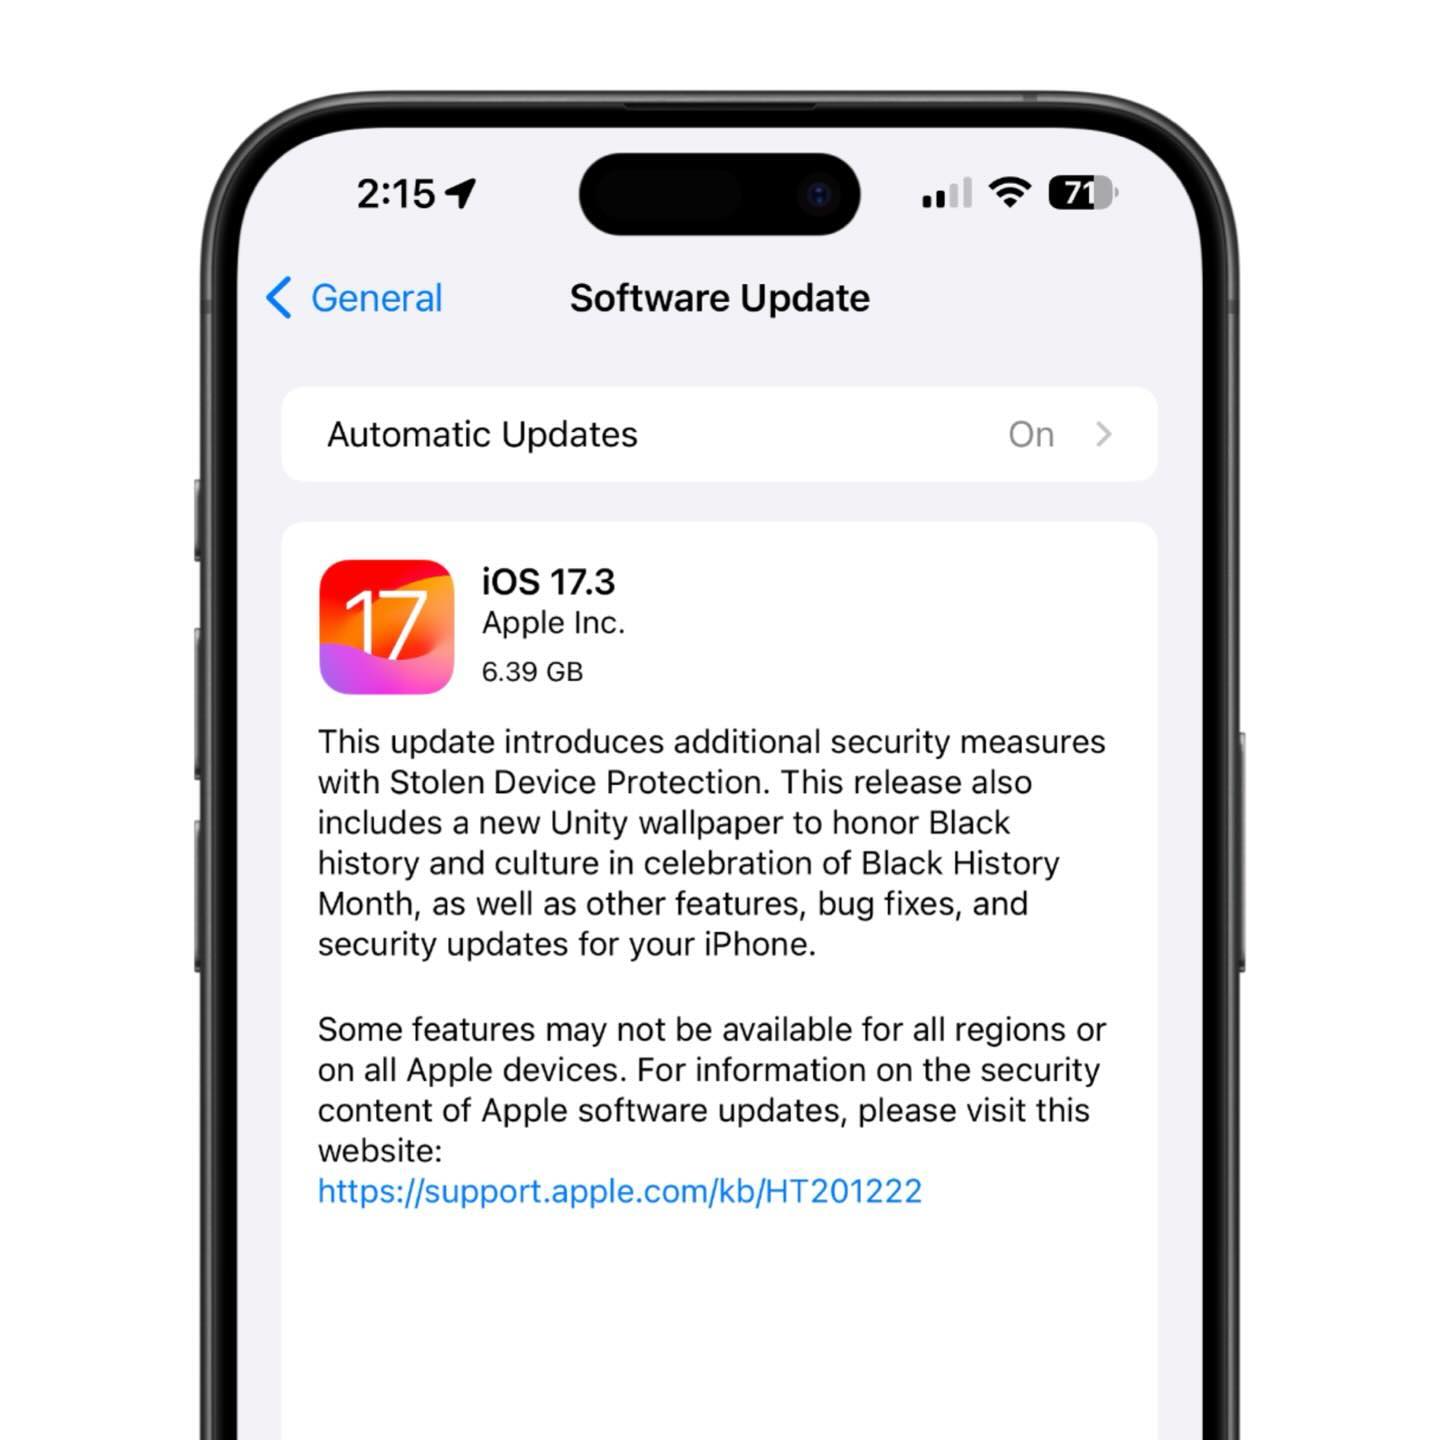 2:15
71
General
Software Update
Automatic Updates
On
17
iOS 17.3
Apple Inc.
6.39 GB
This update introduces additional security measures
with Stolen Device Protection. This release also
includes a new Unity wallpaper to honor Black
history and culture in celebration of Black History
Month, as well as other features, bug fixes, and
security updates for your iPhone.
Some features may not be available for all regions or
on all Apple devices. For information on the security
content of Apple software updates, please visit this
website:
https://support.apple.com/kb/HT201222